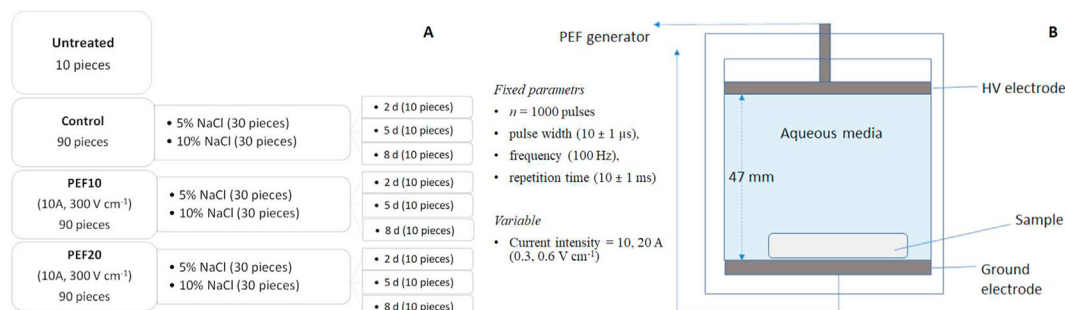 A
Untreated
10 pieces
Control
90 pieces
• 5% NaCl (30 pieces)
• 10% NaCl (30 pieces)
• 2 d (10 pieces)
• 5 d (10 pieces)
• 8 d (10 pieces)
PEF10
(10A, 300 V cm⁻¹)
90 pieces
• 5% NaCl (30 pieces)
• 10% NaCl (30 pieces)
• 2 d (10 pieces)
• 5 d (10 pieces)
• 8 d (10 pieces)
PEF20
(10A, 300 V cm⁻¹)
90 pieces
• 5% NaCl (30 pieces)
• 10% NaCl (30 pieces)
• 2 d (10 pieces)
• 5 d (10 pieces)
• 8 d (10 pieces)
B
PEF generator
Fixed parametrs
• n = 1000 pulses
• pulse width (10 ± 1 μs),
• frequency (100 Hz),
• repetition time (10 ± 1 ms)
Variable
• Current intensity = 10, 20 A
(0.3, 0.6 V cm⁻¹)
HV electrode
Aqueous media
47 mm
Sample
Ground
electrode